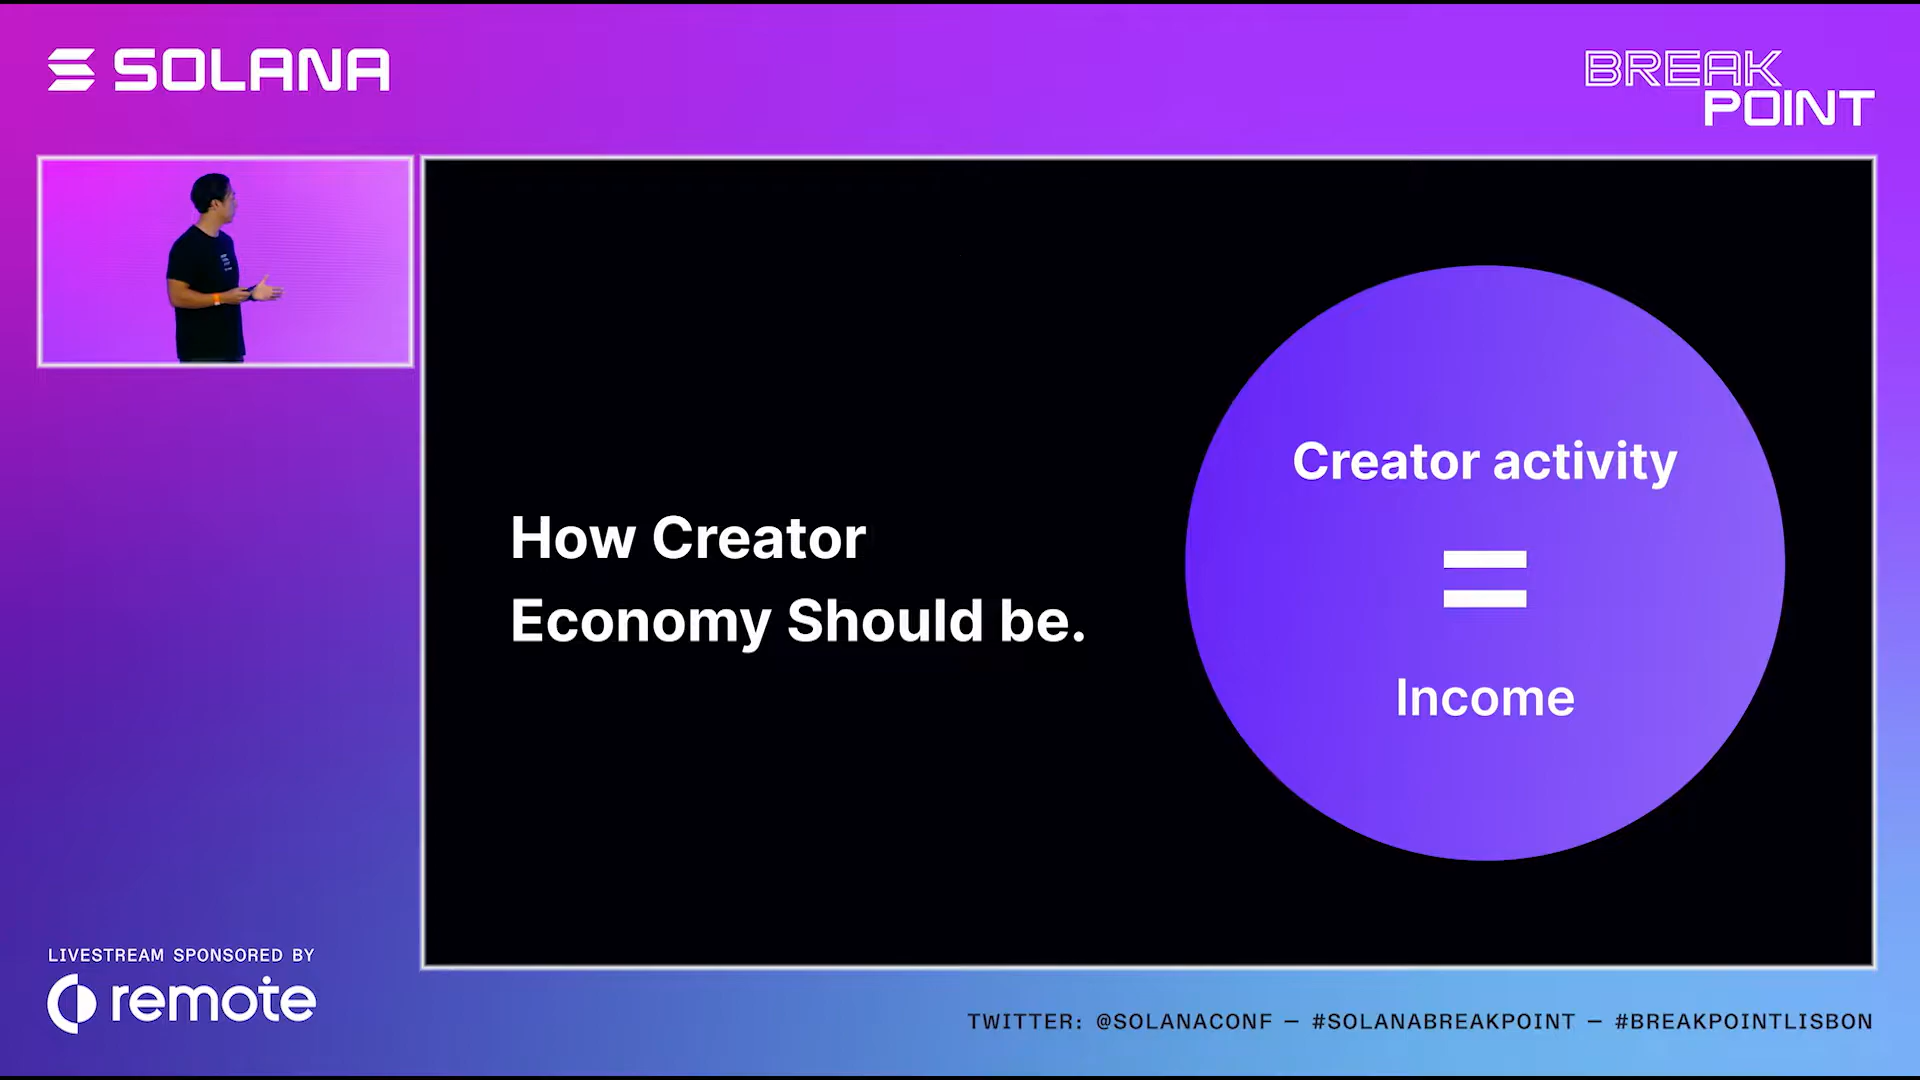 SOLANA
BREAK
POINT
How Creator
Economy Should be.
Creator activity
=
Income
LIVESTREAM SPONSORED BY
remote
TWITTER: @SOLANACONF — #SOLANABREAKPOINT — #BREAKPOINTLISBON